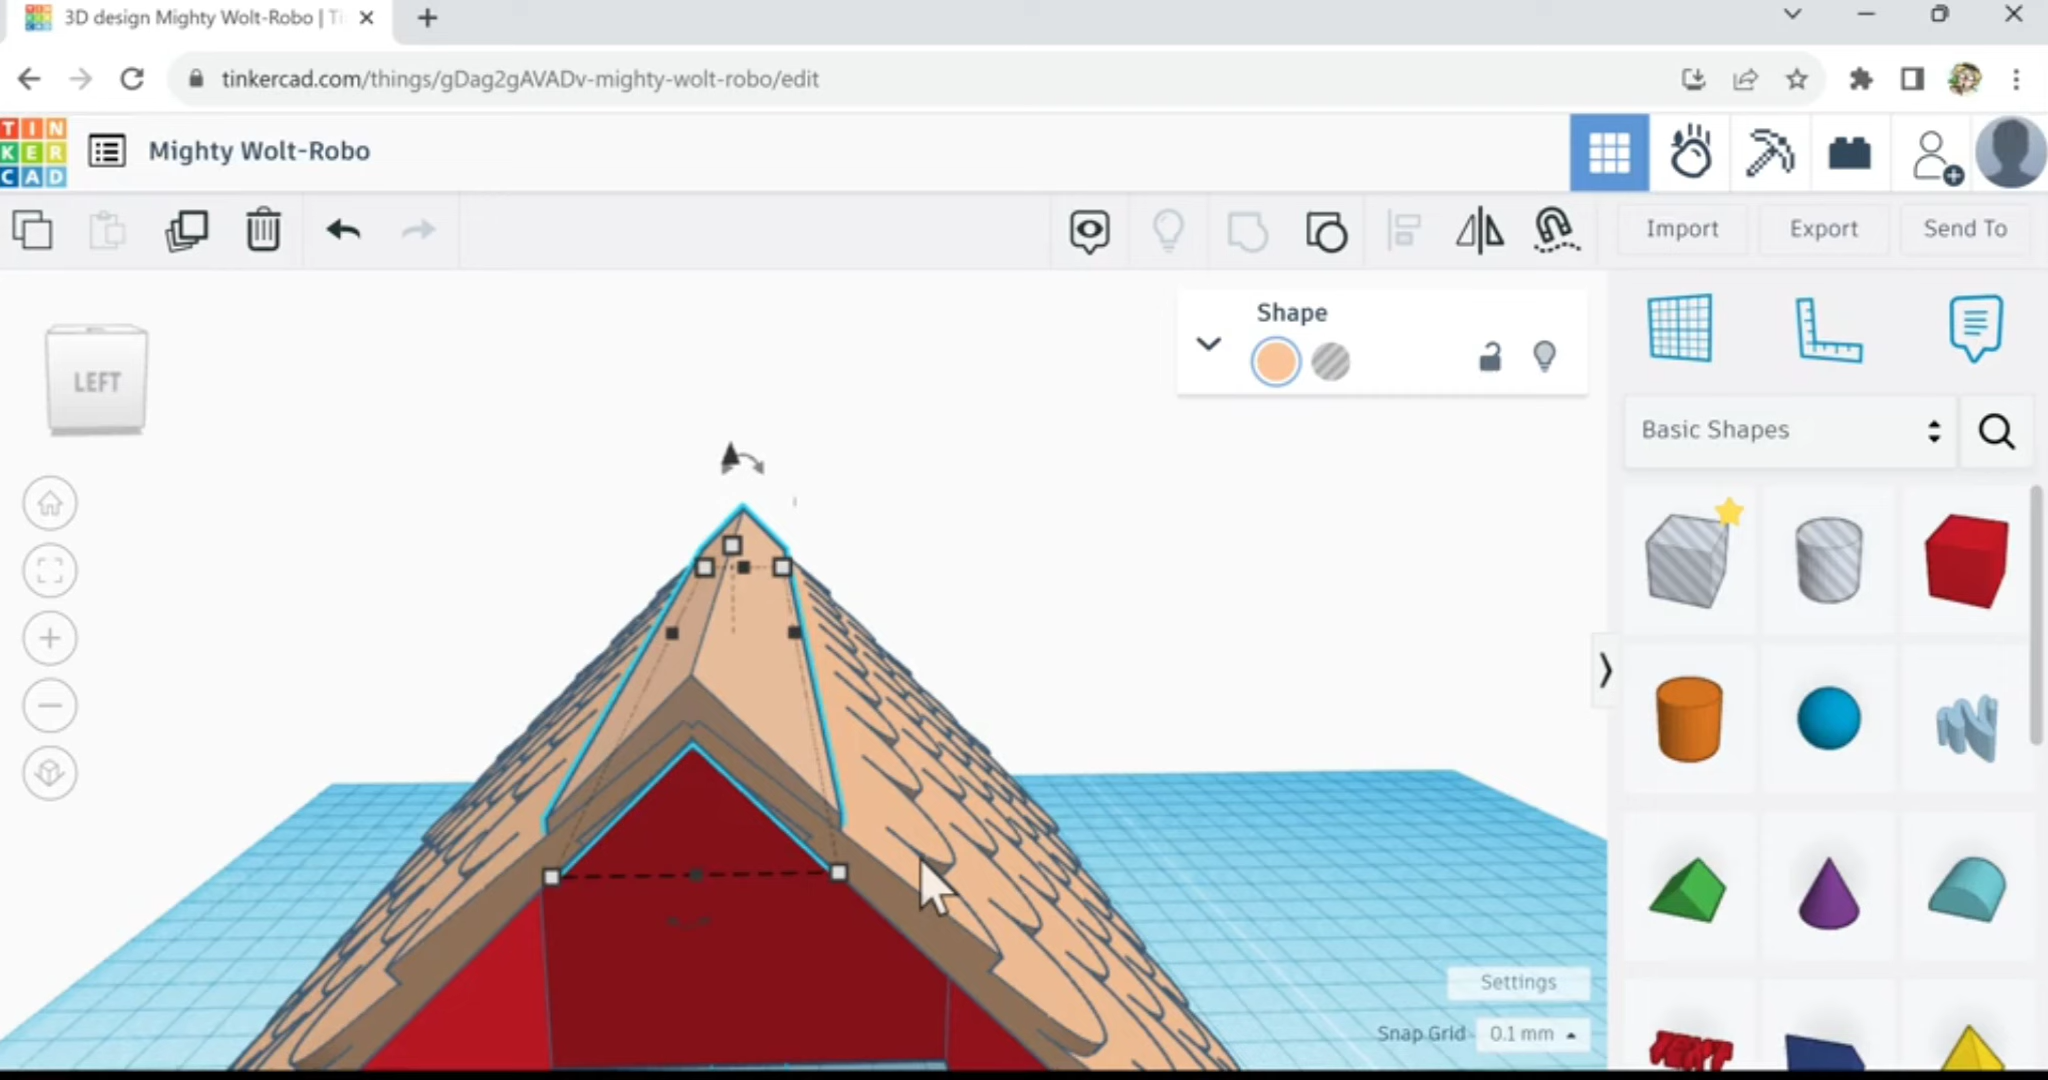 3D design Mighty Wolt-Robo | Ti
tinkercad.com/things/gDag2gAVADv-mighty-wolt-robo/edit
TIN
KER
CAD
Mighty Wolt-Robo
Import
Export
Send To
Shape
LEFT
Basic Shapes
Settings
Snap Grid
0.1 mm
TEXT